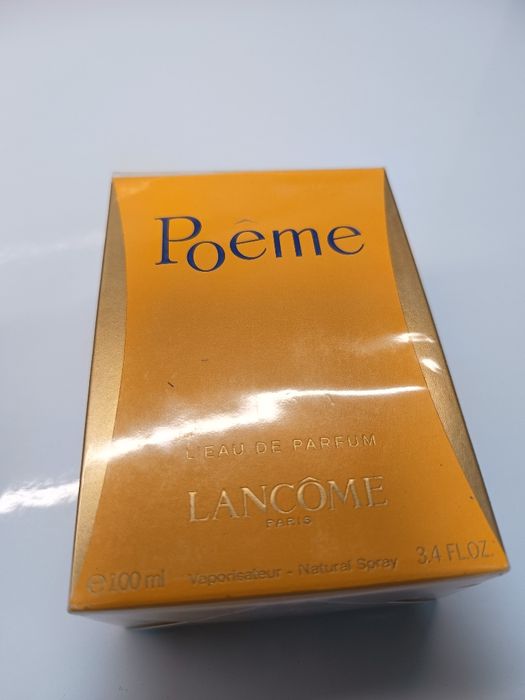 Poême
L'EAU DE PARFUM
LANCÔME
PARIS
e 100 ml Vaporisateur - Natural Spray 3.4 FL.OZ.